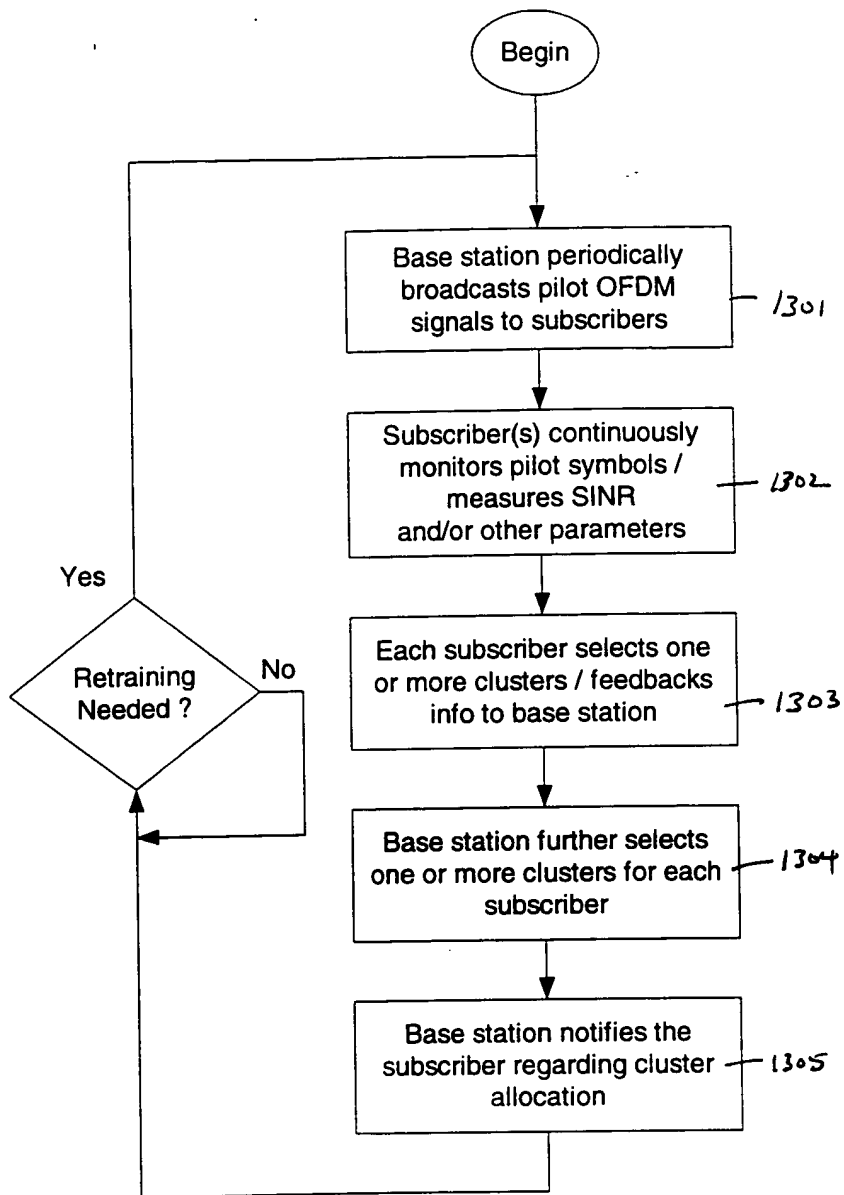 Begin
Base station periodically
broadcasts pilot OFDM
signals to subscribers
1301
Subscriber(s) continuously
monitors pilot symbols /
measures SINR
and/or other parameters
1302
Each subscriber selects one
or more clusters / feedbacks
info to base station
1303
Base station further selects
one or more clusters for each
subscriber
1304
Base station notifies the
subscriber regarding cluster
allocation
1305
Yes
Retraining
Needed ?
No